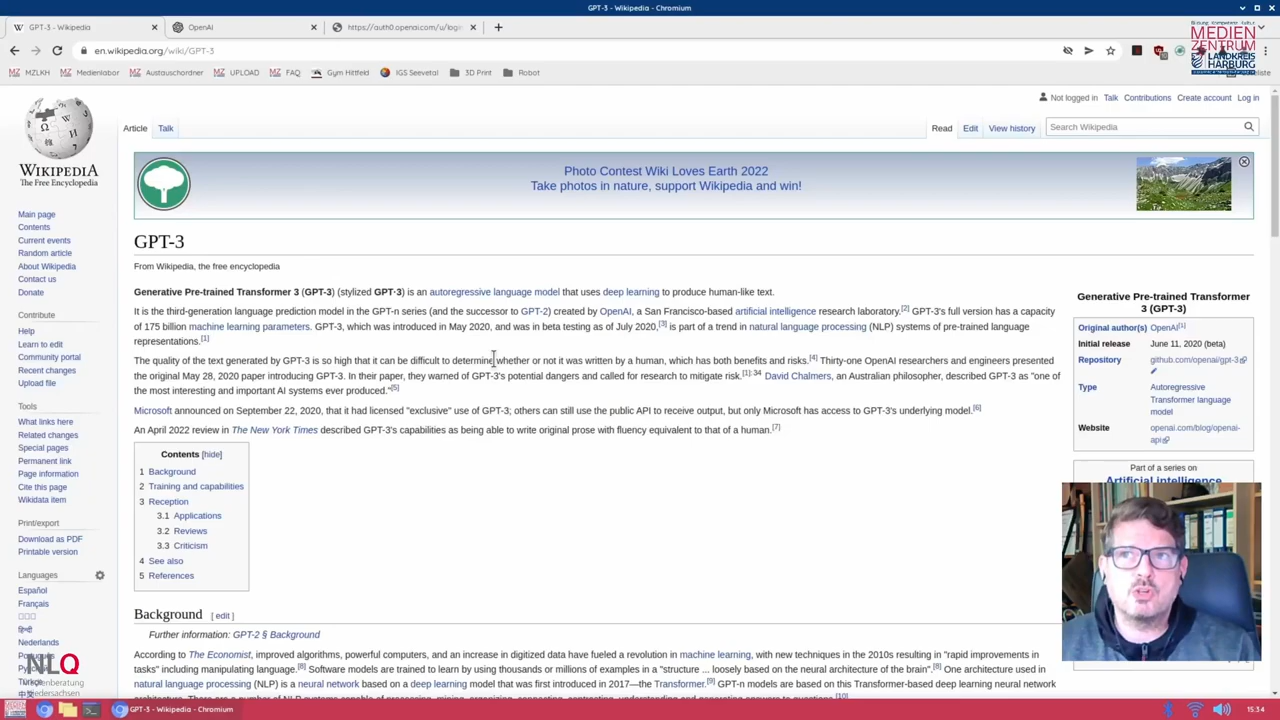 GPT-3 - Wikipedia - Chromium
GPT-3 - Wikipedia
OpenAI
https://auth0.openai.com/u/login
en.wikipedia.org/wiki/GPT-3
MZLKH
Medienlabor
Austauschordner
UPLOAD
FAQ
Gym Hittfeld
IGS Seevetal
3D Print
Robot
MEDIEN
ZENTRUM
LANDKREIS
HARBURG
Not logged in Talk Contributions Create account Log in
Article Talk
Read Edit View history
Search Wikipedia
WIKIPEDIA
The Free Encyclopedia
Photo Contest Wiki Loves Earth 2022
Take photos in nature, support Wikipedia and win!
Main page
Contents
Current events
Random article
About Wikipedia
Contact us
Donate
Contribute
Help
Learn to edit
Community portal
Recent changes
Upload file
Tools
What links here
Related changes
Special pages
Permanent link
Page information
Cite this page
Wikidata item
Print/export
Download as PDF
Printable version
Languages
Español
Français
हिन्दी
Nederlands
Türkçe
中文
NLQ
GPT-3
From Wikipedia, the free encyclopedia
Generative Pre-trained Transformer 3 (GPT-3) (stylized GPT·3) is an autoregressive language model that uses deep learning to produce human-like text.
It is the third-generation language prediction model in the GPT-n series (and the successor to GPT-2) created by OpenAI, a San Francisco-based artificial intelligence research laboratory.[2] GPT-3's full version has a capacity
of 175 billion machine learning parameters. GPT-3, which was introduced in May 2020, and was in beta testing as of July 2020,[3] is part of a trend in natural language processing (NLP) systems of pre-trained language
representations.[1]
The quality of the text generated by GPT-3 is so high that it can be difficult to determine whether or not it was written by a human, which has both benefits and risks.[4] Thirty-one OpenAI researchers and engineers presented
the original May 28, 2020 paper introducing GPT-3. In their paper, they warned of GPT-3's potential dangers and called for research to mitigate risk.[1]:34 David Chalmers, an Australian philosopher, described GPT-3 as "one of
the most interesting and important AI systems ever produced."[5]
Microsoft announced on September 22, 2020, that it had licensed "exclusive" use of GPT-3; others can still use the public API to receive output, but only Microsoft has access to GPT-3's underlying model.[6]
An April 2022 review in The New York Times described GPT-3's capabilities as being able to write original prose with fluency equivalent to that of a human.[7]
Contents [hide]
1 Background
2 Training and capabilities
3 Reception
3.1 Applications
3.2 Reviews
3.3 Criticism
4 See also
5 References
Background [ edit ]
Further information: GPT-2 § Background
According to The Economist, improved algorithms, powerful computers, and an increase in digitized data have fueled a revolution in machine learning, with new techniques in the 2010s resulting in "rapid improvements in
tasks" including manipulating language.[8] Software models are trained to learn by using thousands or millions of examples in a "structure ... loosely based on the neural architecture of the brain".[8] One architecture used in
natural language processing (NLP) is a neural network based on a deep learning model that was first introduced in 2017—the Transformer.[9] GPT-n models are based on this Transformer-based deep learning neural network
Generative Pre-trained Transformer
3 (GPT-3)
Original author(s) OpenAI[1]
Initial release June 11, 2020 (beta)
Repository github.com/openai/gpt-3
Type Autoregressive
Transformer language
model
Website openai.com/blog/openai-
api
Part of a series on
Artificial intelligence
GPT-3 - Wikipedia - Chromium
15:34